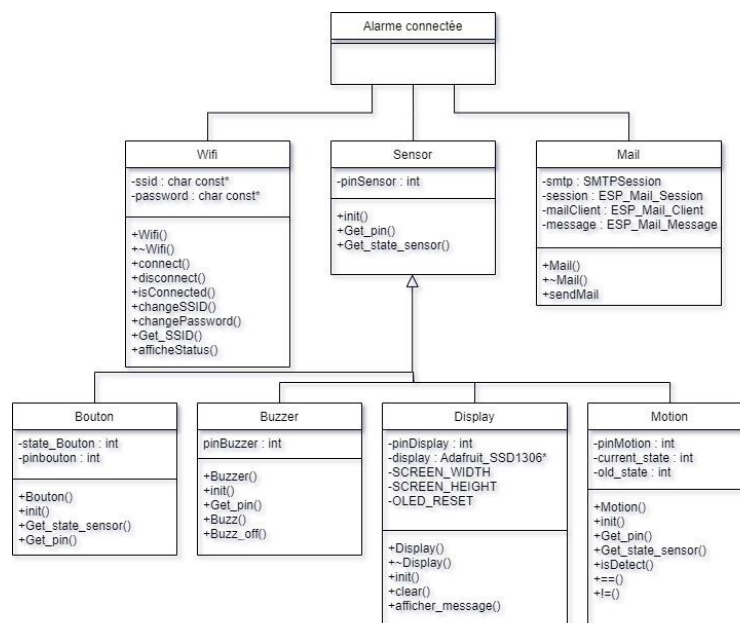 Alarme connectée
Wifi
-ssid : char const*
-password : char const*
+Wifi()
+~Wifi()
+connect()
+disconnect()
+isConnected()
+changeSSID()
+changePassword()
+Get_SSID()
+afficheStatus()
Sensor
-pinSensor : int
+init()
+Get_pin()
+Get_state_sensor()
Mail
-smtp : SMTPSession
-session : ESP_Mail_Session
-mailClient : ESP_Mail_Client
-message : ESP_Mail_Message
+Mail()
+~Mail()
+sendMail
Bouton
-state_Bouton : int
-pinbouton : int
+Bouton()
+init()
+Get_state_sensor()
+Get_pin()
Buzzer
pinBuzzer : int
+Buzzer()
+init()
+Get_pin()
+Buzz()
+Buzz_off()
Display
-pinDisplay : int
-display : Adafruit_SSD1306*
-SCREEN_WIDTH
-SCREEN_HEIGHT
-OLED_RESET
+Display()
+~Display()
+init()
+clear()
+afficher_message()
Motion
-pinMotion : int
-current_state : int
-old_state : int
+Motion()
+init()
+Get_pin()
+Get_state_sensor()
+isDetect()
+==()
+!=()